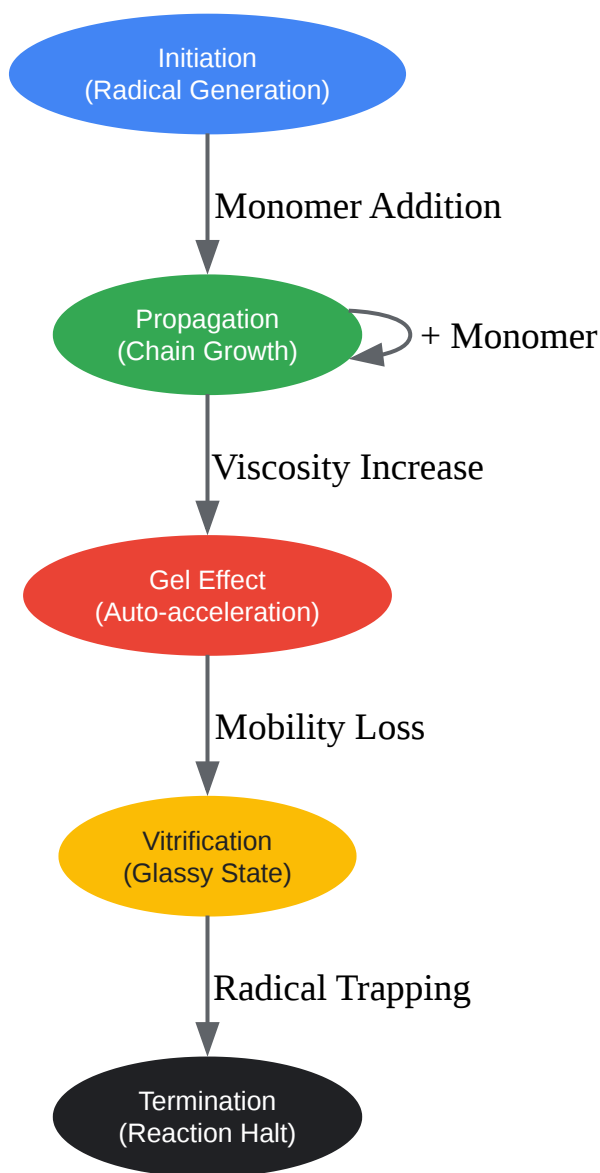 Initiation
(Radical Generation)
Monomer Addition
Propagation
(Chain Growth)
+ Monomer
Viscosity Increase
Gel Effect
(Auto-acceleration)
Mobility Loss
Vitrification
(Glassy State)
Radical Trapping
Termination
(Reaction Halt)